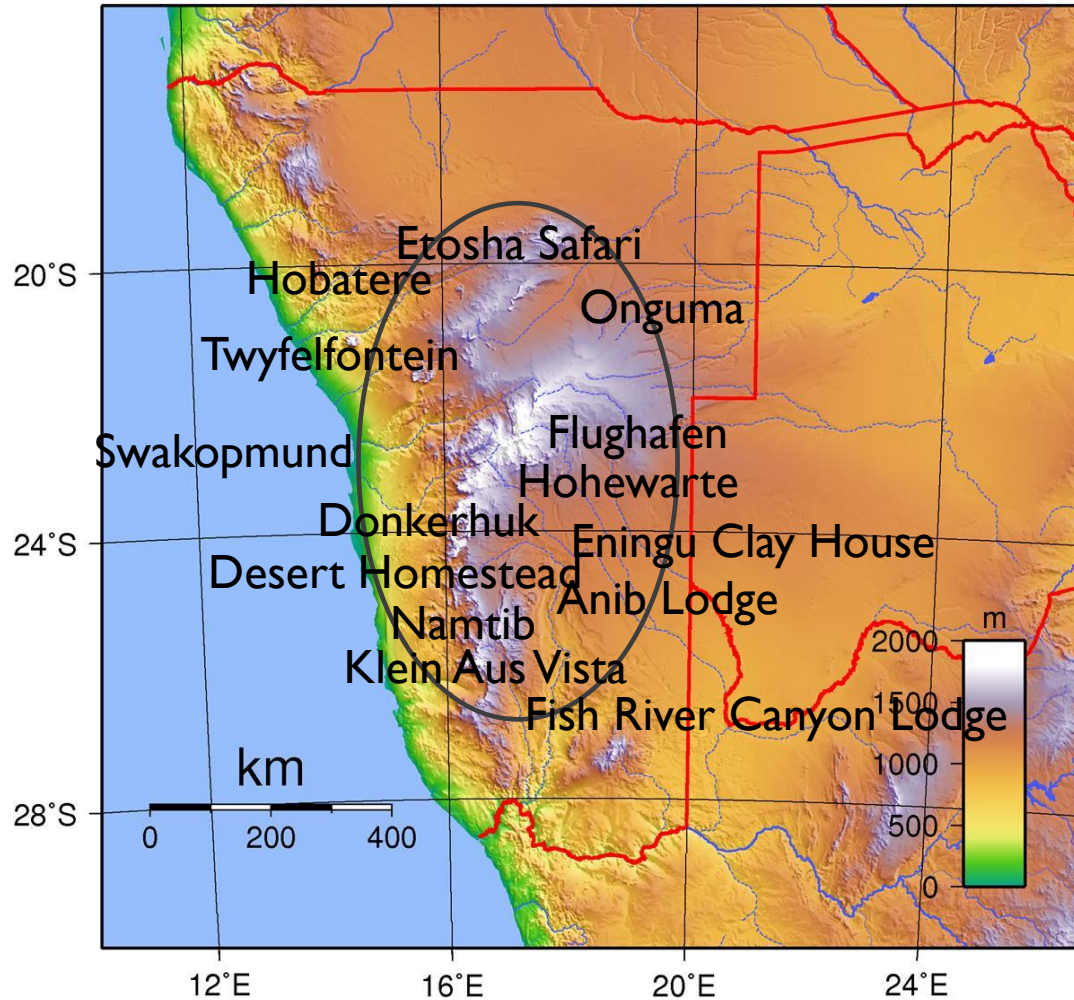 Etosha Safari
20°S
Hobatere
Onguma
Twyfelfontein
Flughafen
Swakopmund
Hohewarte
Donkerhuk
24°S
Eningu Clay House
Desert Homestead
Anib Lodge
m
Namtib
2000
Klein Aus Vista
1500
Fish River Canyon Lodge
km
1000
28°S
0 200 400
500
0
12°E 16°E 20°E 24°E